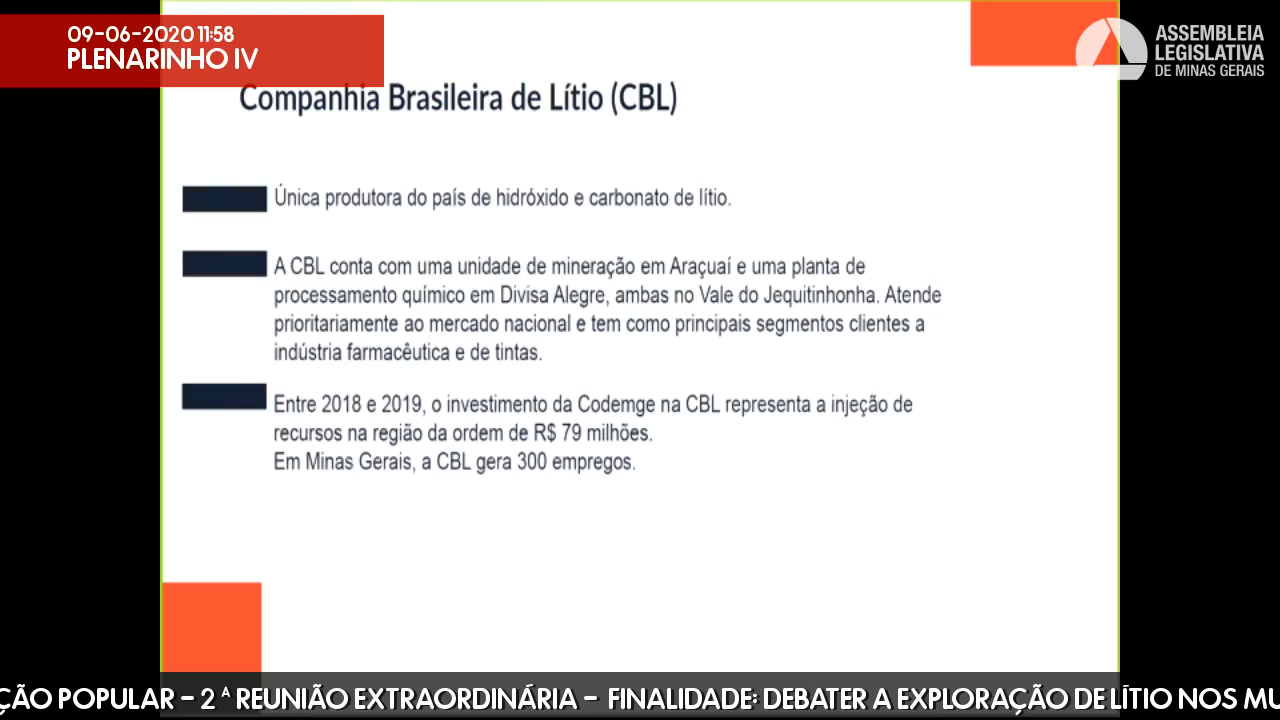 09-06-2020 11:58
PLENARINHO IV
ASSEMBLEIA
LEGISLATIVA
DE MINAS GERAIS
Companhia Brasileira de Lítio (CBL)
Única produtora do país de hidróxido e carbonato de lítio.
A CBL conta com uma unidade de mineração em Araçuaí e uma planta de
processamento químico em Divisa Alegre, ambas no Vale do Jequitinhonha. Atende
prioritariamente ao mercado nacional e tem como principais segmentos clientes a
indústria farmacêutica e de tintas.
Entre 2018 e 2019, o investimento da Codemge na CBL representa a injeção de
recursos na região da ordem de R$ 79 milhões.
Em Minas Gerais, a CBL gera 300 empregos.
ÇÃO POPULAR - 2 ª REUNIÃO EXTRAORDINÁRIA - FINALIDADE: DEBATER A EXPLORAÇÃO DE LÍTIO NOS MU